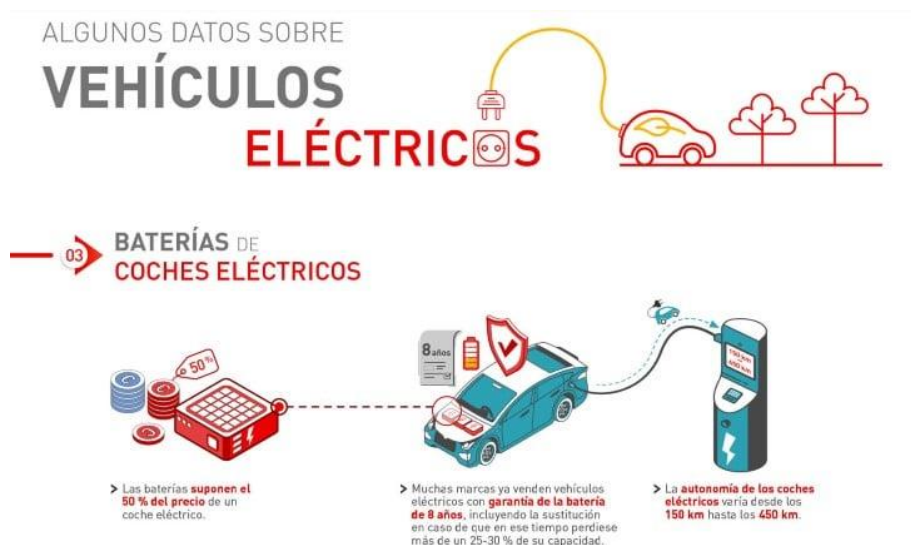 ALGUNOS DATOS SOBRE
VEHÍCULOS
ELÉCTRICOS
03
BATERÍAS DE
COCHES ELÉCTRICOS
50%
8 años
150 km
450 km
> Las baterías suponen el
50 % del precio de un
coche eléctrico.
> Muchas marcas ya venden vehículos
eléctricos con garantía de la batería
de 8 años, incluyendo la sustitución
en caso de que en ese tiempo perdiese
más de un 25-30 % de su capacidad.
> La autonomía de los coches
eléctricos varía desde los
150 km hasta los 450 km.